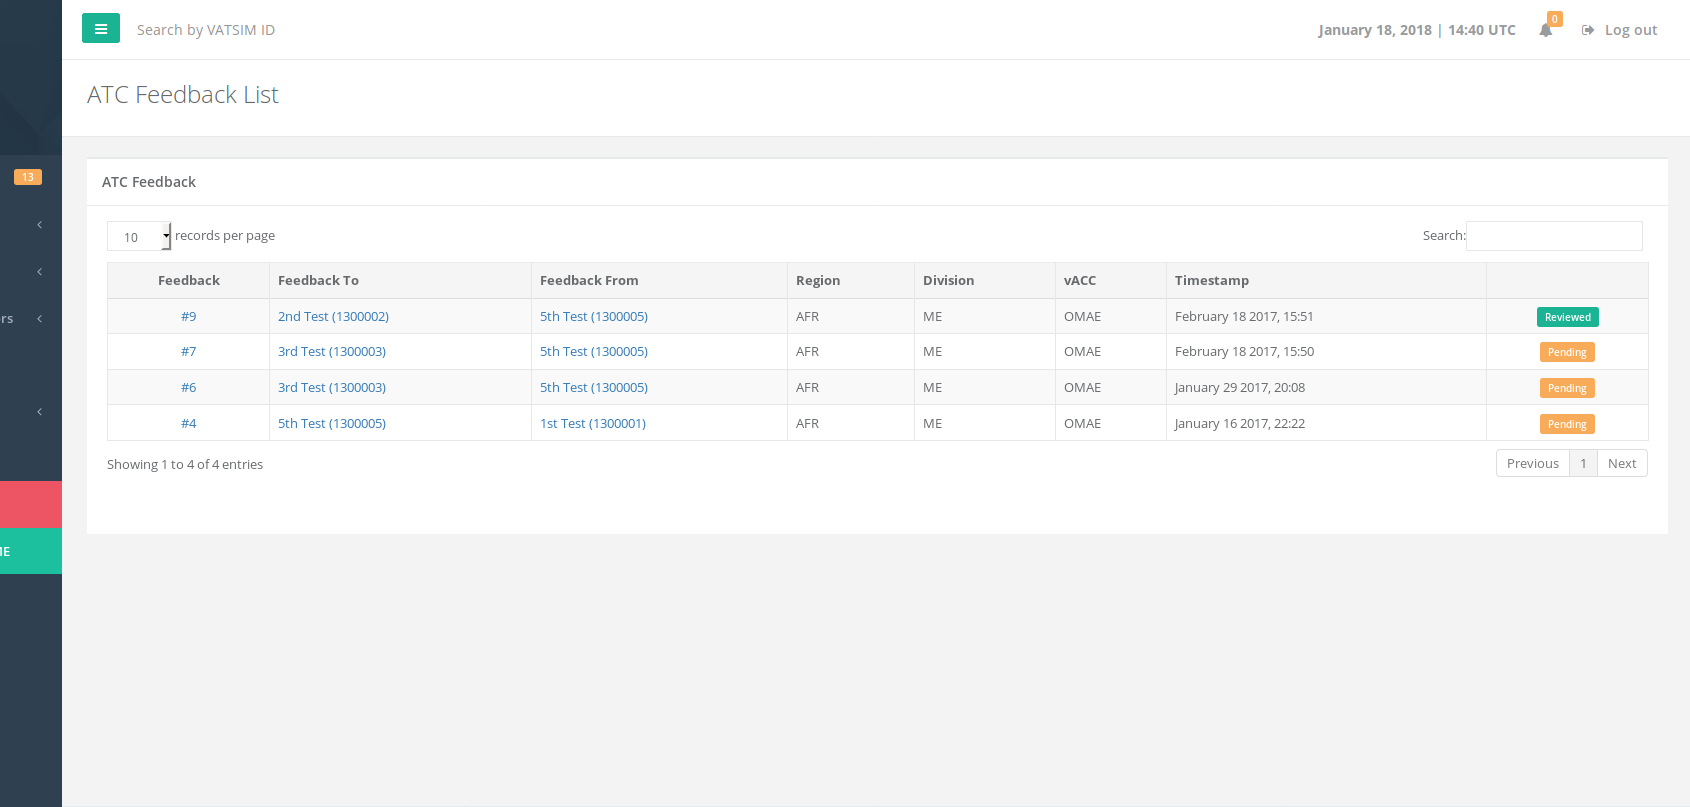 Search by VATSIM ID
January 18, 2018 | 14:40 UTC
0
Log out
ATC Feedback List
13
ATC Feedback
10 records per page
Search:
Feedback Feedback To Feedback From Region Division vACC Timestamp
#9 2nd Test (1300002) 5th Test (1300005) AFR ME OMAE February 18 2017, 15:51 Reviewed
#7 3rd Test (1300003) 5th Test (1300005) AFR ME OMAE February 18 2017, 15:50 Pending
#6 3rd Test (1300003) 5th Test (1300005) AFR ME OMAE January 29 2017, 20:08 Pending
#4 5th Test (1300005) 1st Test (1300001) AFR ME OMAE January 16 2017, 22:22 Pending
Showing 1 to 4 of 4 entries
Previous 1 Next